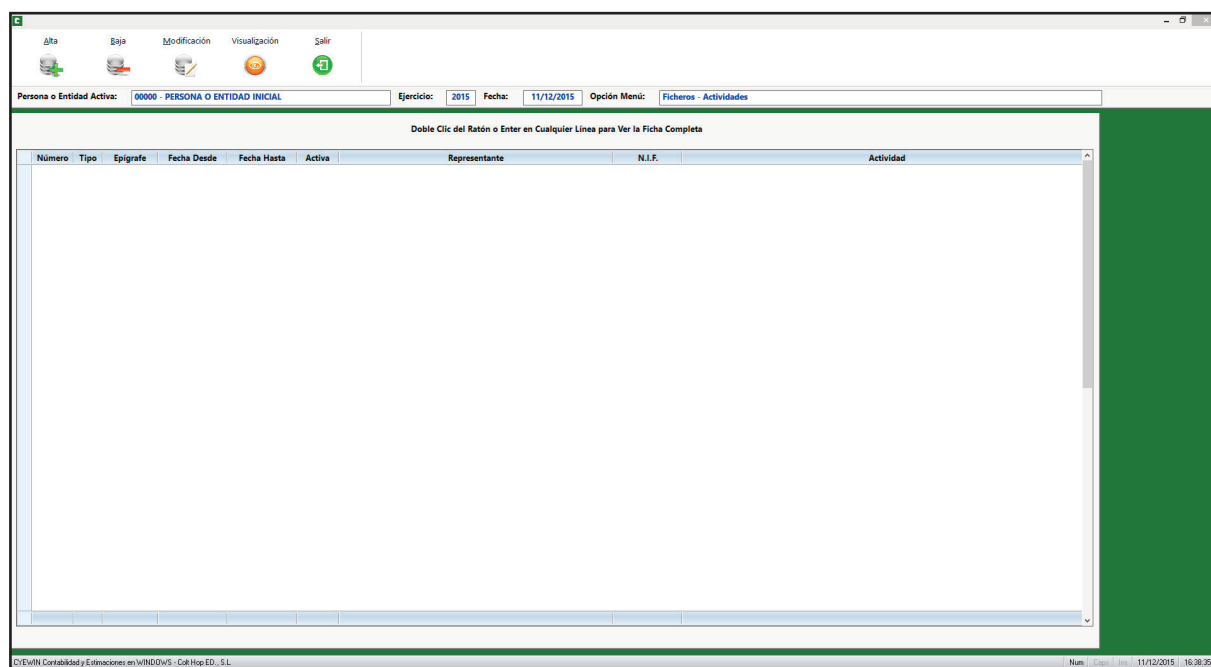 Alta Baja Modificación Visualización Salir
Persona o Entidad Activa: 00000 - PERSONA O ENTIDAD INICIAL Ejercicio: 2015 Fecha: 11/12/2015 Opción Menú: Ficheros - Actividades
Doble Clic del Ratón o Enter en Cualquier Línea para Ver la Ficha Completa
Número Tipo Epígrafe Fecha Desde Fecha Hasta Activa Representante N.I.F. Actividad
CYEWIN Contabilidad y Estimaciones en WINDOWS - Colt Hop ED., S.L. Num Caps Ins 11/12/2015 16:38:35